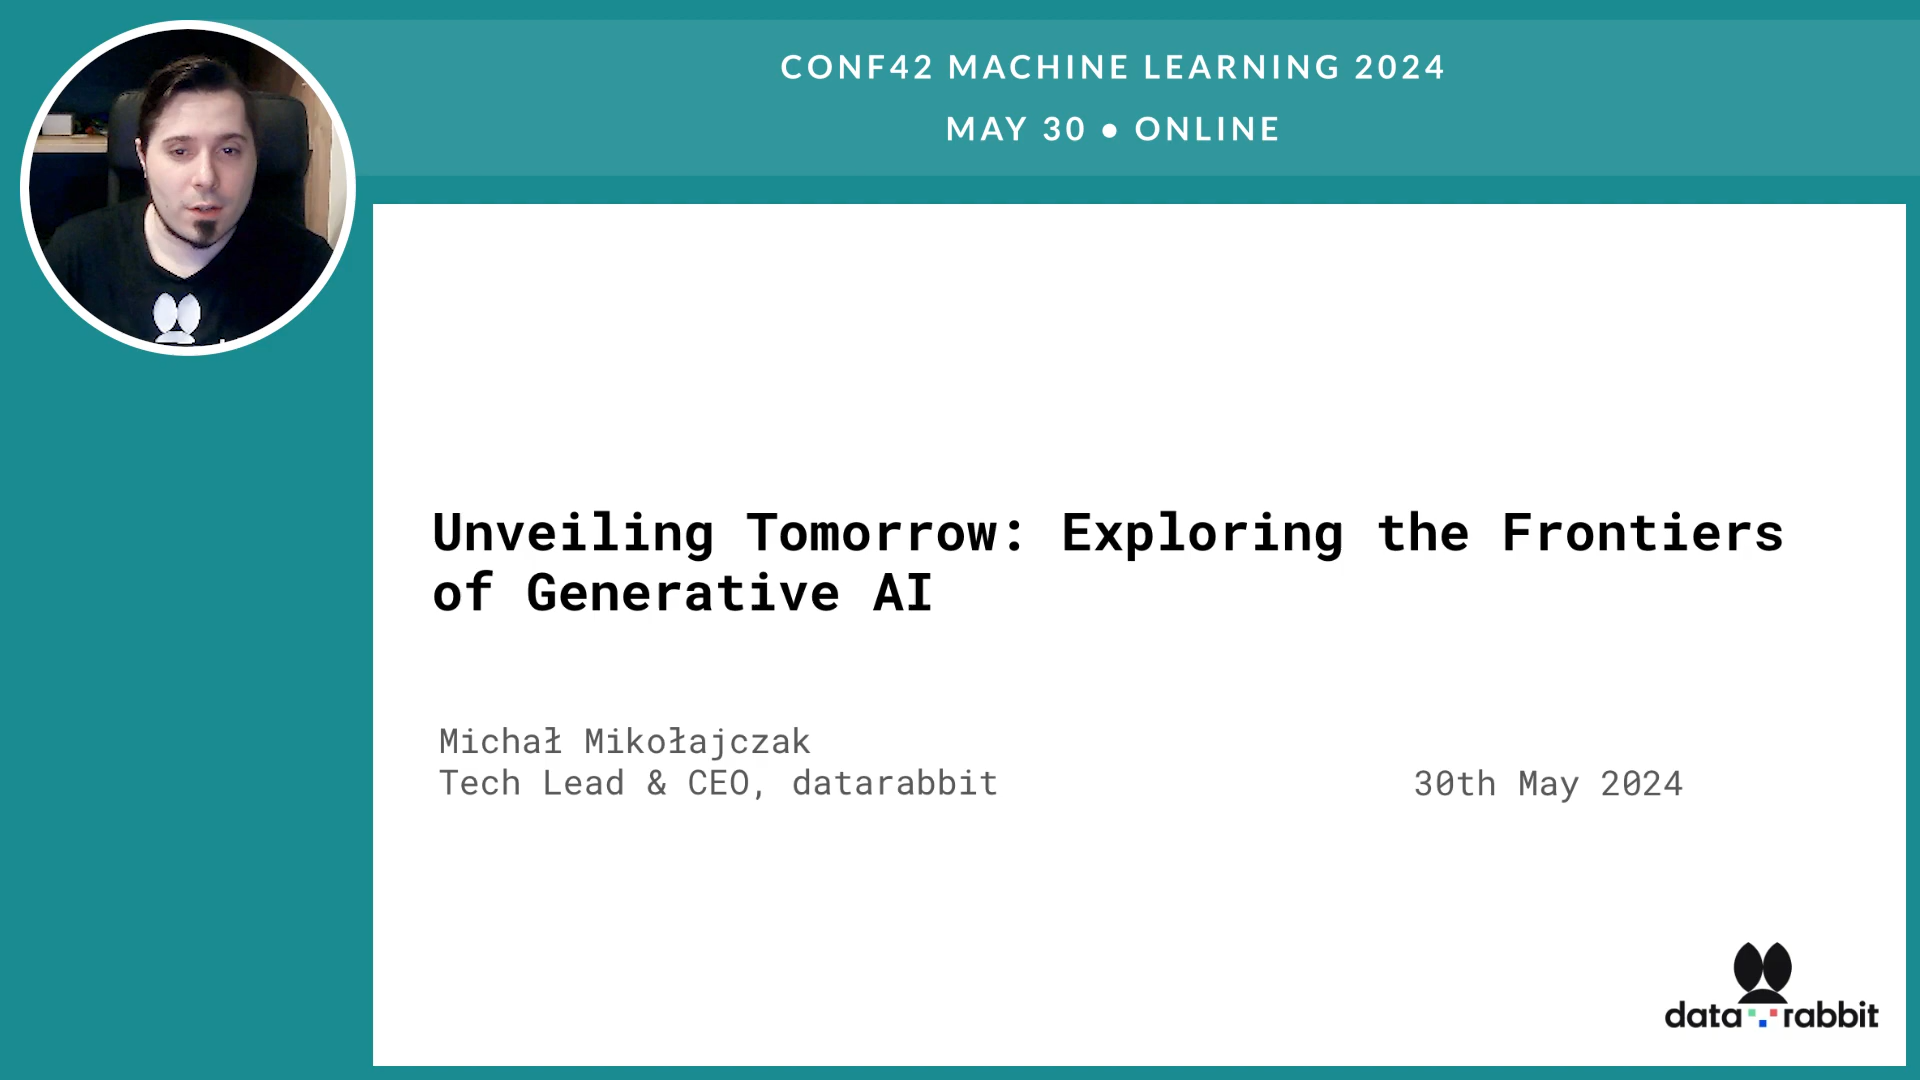 CONF42 MACHINE LEARNING 2024
MAY 30 ● ONLINE
Unveiling Tomorrow: Exploring the Frontiers
of Generative AI
Michał Mikołajczak
Tech Lead & CEO, datarabbit
30th May 2024
data rabbit